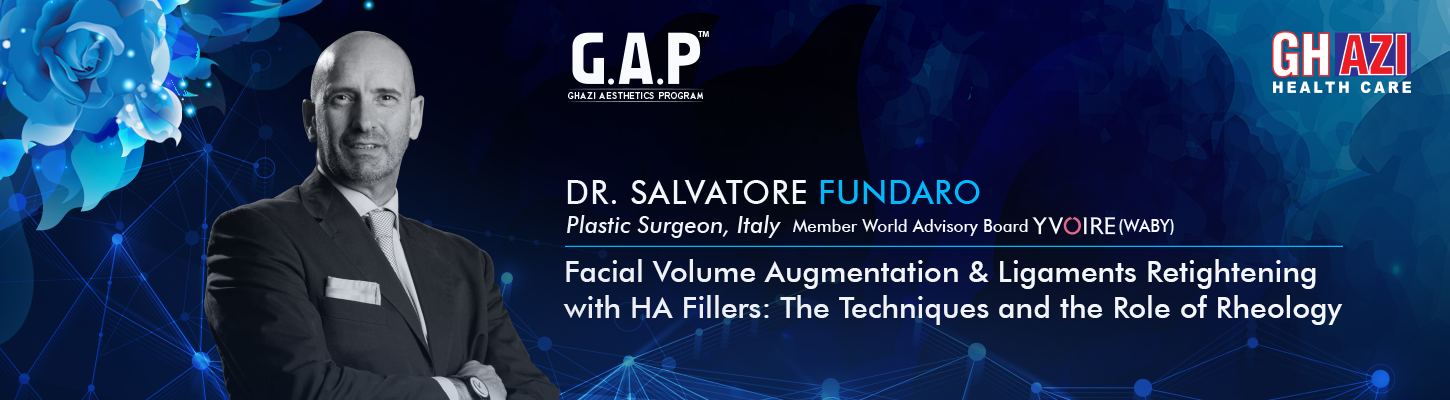 G.A.P™
GHAZI AESTHETICS PROGRAM
GHAZI
HEALTH CARE
DR. SALVATORE FUNDARO
Plastic Surgeon, Italy Member World Advisory Board YVOIRE (WABY)
Facial Volume Augmentation & Ligaments Retightening
with HA Fillers: The Techniques and the Role of Rheology